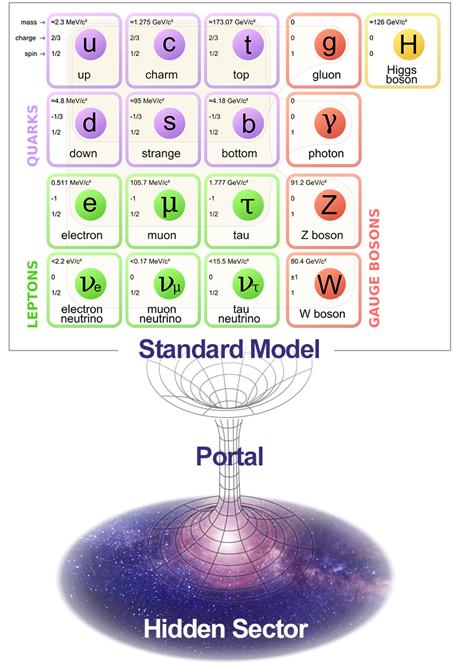 mass →
≈2.3 MeV/c²
charge →
2/3
spin →
1/2
u
up
≈1.275 GeV/c²
2/3
1/2
c
charm
≈173.07 GeV/c²
2/3
1/2
t
top
0
0
1
g
gluon
≈126 GeV/c²
0
0
H
Higgs
boson
QUARKS
≈4.8 MeV/c²
-1/3
1/2
d
down
≈95 MeV/c²
-1/3
1/2
s
strange
≈4.18 GeV/c²
-1/3
1/2
b
bottom
0
0
1
γ
photon
LEPTONS
0.511 MeV/c²
-1
1/2
e
electron
105.7 MeV/c²
-1
1/2
μ
muon
1.777 GeV/c²
-1
1/2
τ
tau
91.2 GeV/c²
0
1
Z
Z boson
GAUGE BOSONS
<2.2 eV/c²
0
1/2
νe
electron
neutrino
<0.17 MeV/c²
0
1/2
νμ
muon
neutrino
<15.5 MeV/c²
0
1/2
ντ
tau
neutrino
80.4 GeV/c²
±1
1
W
W boson
Standard Model
Portal
Hidden Sector